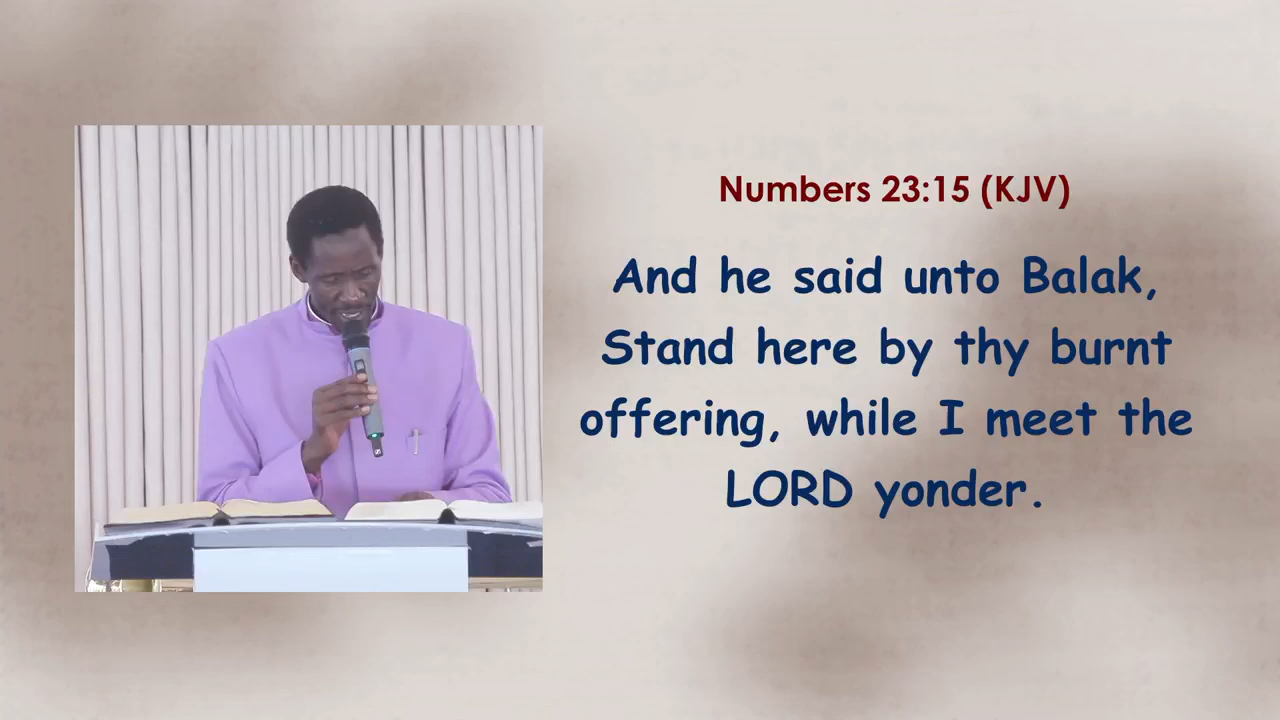 Numbers 23:15 (KJV)
And he said unto Balak,
Stand here by thy burnt
offering, while I meet the
LORD yonder.